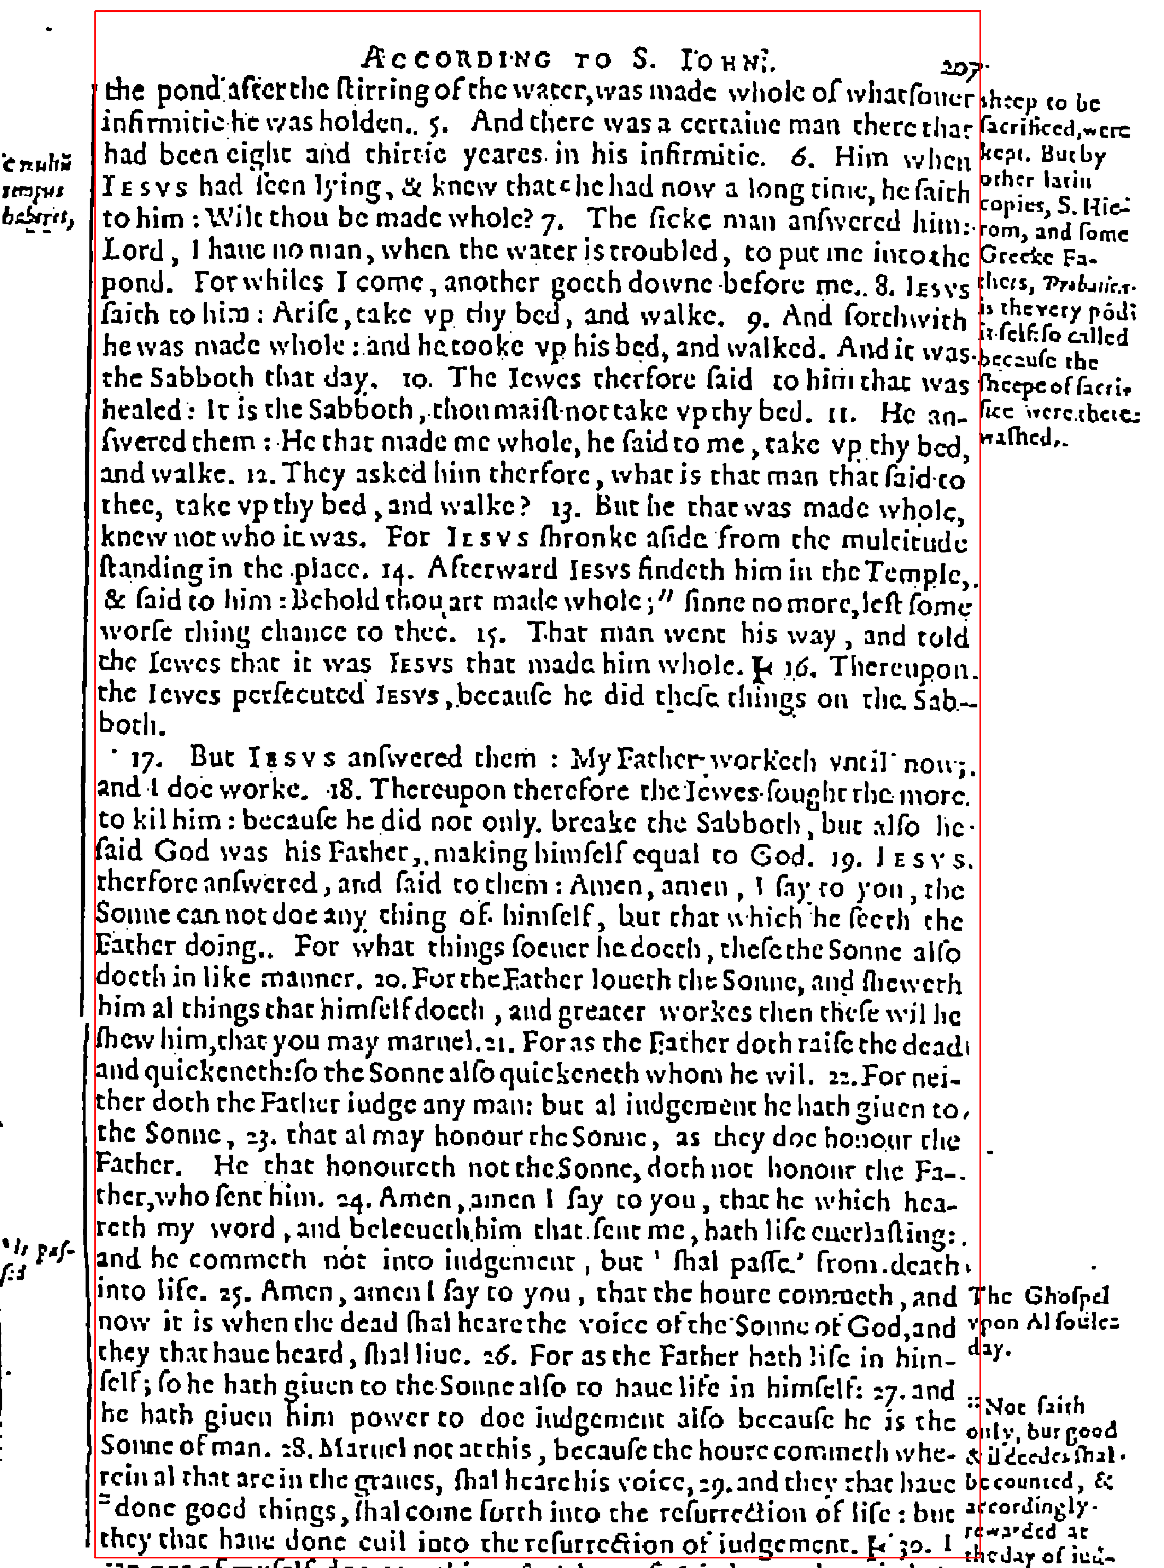 ACCORDING TO S. IOHN. 207
the pond after the ſtirring of the water, was made whole of whatſouer
infirmitie he was holden. 5. And there was a certaine man there that
had been eight and thirtie yeares in his infirmitie. 6. Him when
IESVS had ſeen lying, & knew that he had now a long time, he ſaith
to him: Wilt thou be made whole? 7. The ſicke man anſwered him:
Lord, I haue no man, when the water is troubled, to put me into the
pond. For whiles I come, another goeth downe before me. 8. IESVS
ſaith to him: Ariſe, take vp thy bed, and walke. 9. And forthwith
he was made whole: and he tooke vp his bed, and walked. And it was
the Sabboth that day. 10. The Iewes therfore ſaid to him that was
healed: It is the Sabboth, thou maiſt not take vp thy bed. 11. He an-
ſwered them: He that made me whole, he ſaid to me, take vp thy bed,
and walke. 12. They asked him therfore, what is that man that ſaid to
thee, take vp thy bed, and walke? 13. But he that was made whole,
knew not who it was. For IESVS ſhronke aſide from the multitude
ſtanding in the place. 14. Afterward IESVS findeth him in the Temple,
& ſaid to him: Behold thou art made whole; " ſinne no more, leſt ſome
worſe thing chance to thee. 15. That man went his way, and told
the Iewes that it was IESVS that made him whole. 16. Thereupon
the Iewes perſecuted IESVS, becauſe he did theſe things on the Sab-
both.
17. But IESVS anſwered them: My Father worketh vntil now;
and I doe worke. 18. Thereupon therefore the Iewes ſought the more
to kil him: becauſe he did not only breake the Sabboth, but alſo he
ſaid God was his Father, making himſelf equal to God. 19. IESVS
therfore anſwered, and ſaid to them: Amen, amen, I ſay to you, the
Sonne can not doe any thing of himſelf, but that which he ſeeth the
Father doing. For what things ſoeuer he doeth, theſe the Sonne alſo
doeth in like manner. 20. For the Father loueth the Sonne, and ſheweth
him al things that himſelf doeth, and greater workes then theſe wil he
ſhew him, that you may maruel. 21. For as the Father doth raiſe the dead
and quickeneth: ſo the Sonne alſo quickeneth whom he wil. 22. For nei-
ther doth the Father iudge any man: but al iudgement he hath giuen to
the Sonne, 23. that al may honour the Sonne, as they doe honour the
Father. He that honoureth not the Sonne, doth not honour the Fa-
ther, who ſent him. 24. Amen, amen I ſay to you, that he which hea-
reth my word, and beleeueth him that ſent me, hath life euerlaſting:
and he commeth not into iudgement, but ' ſhal paſſe ' from death
into life. 25. Amen, amen I ſay to you, that the houre commeth, and
now it is when the dead ſhal heare the voice of the Sonne of God, and
they that haue heard, ſhal liue. 26. For as the Father hath life in him-
ſelf; ſo he hath giuen to the Sonne alſo to haue life in himſelf: 27. and
he hath giuen him power to doe iudgement alſo becauſe he is the
Sonne of man. 28. Maruel not at this, becauſe the houre commeth whe-
rein al that are in the graues, ſhal heare his voice, 29. and they that haue
done good things, ſhal come forth into the reſurrection of life: but
they that haue done euil into the reſurrection of iudgement. 30. I
tempus
ſheep to be
ſacrificed, were
kept. But by
other latin
copies, S. Hie-
rom, and ſome
Greeke Fa-
thers, Probatica
is the very põd
it ſelf: ſo called
becauſe the
ſheepe of ſacri-
fice were there
waſhed.
is paſ-
ſed
The Ghoſpel
vpon Al ſoules
day.
" Not faith
only, but good
& il deedes ſhal
be counted, &
accordingly
rewarded at
the day of iud-